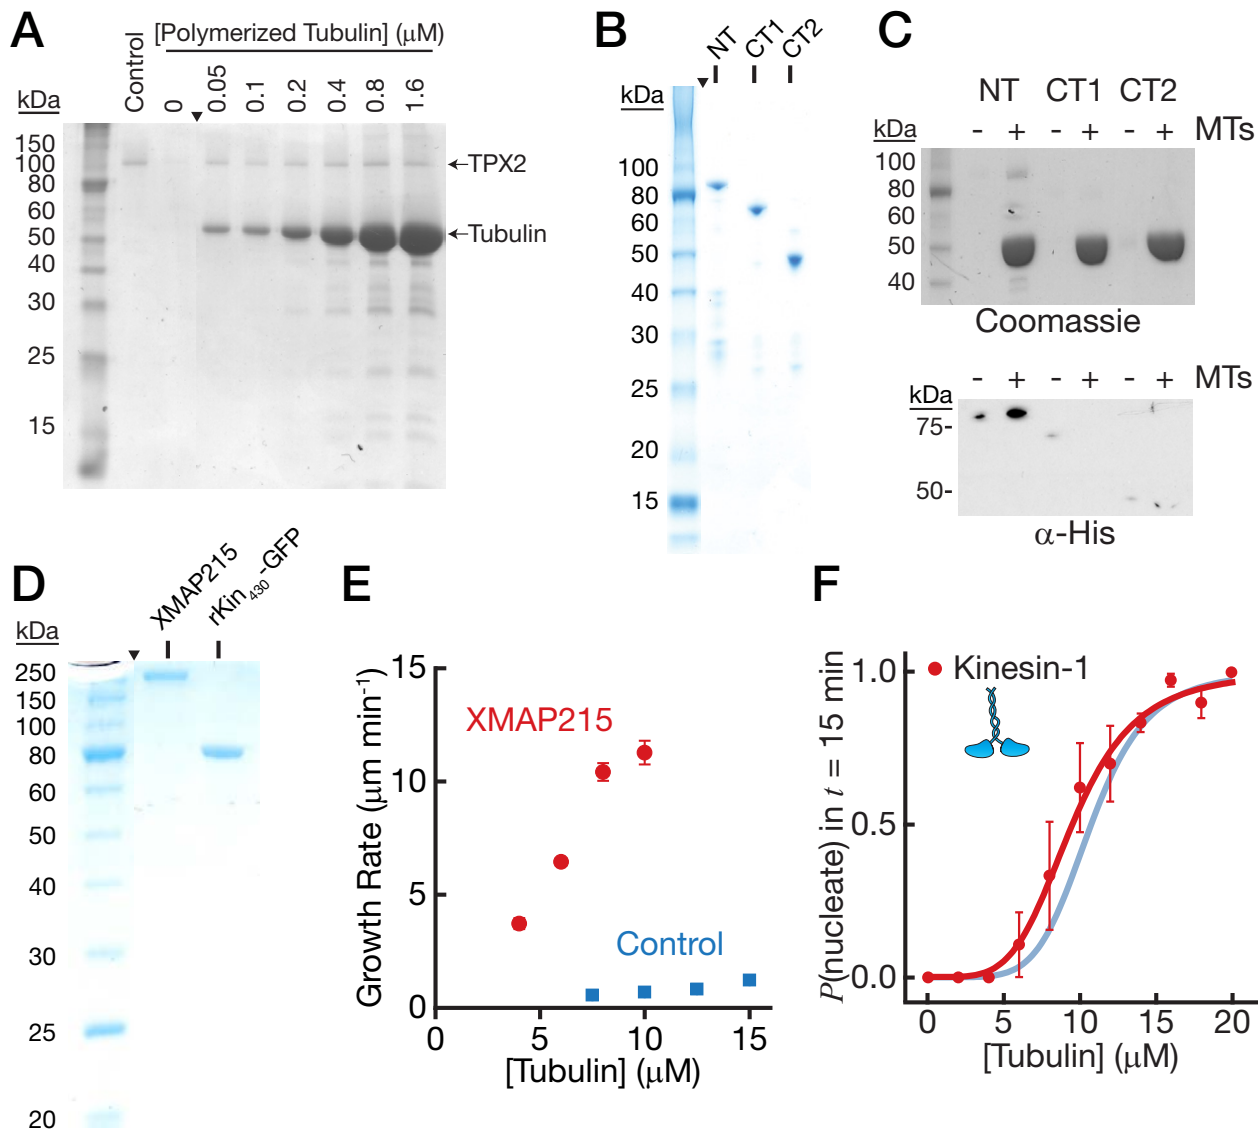 A
[Polymerized Tubulin] (μM)
Control
0
0.05
0.1
0.2
0.4
0.8
1.6
kDa
150
100
80
60
50
40
30
25
15
←TPX2
←Tubulin
B
NT
CT1
CT2
kDa
100
80
60
50
40
30
25
20
15
C
NT CT1 CT2
kDa
- + - + - + MTs
100
80
60
50
40
Coomassie
- + - + - + MTs
kDa
75-
50-
α-His
D
XMAP215
rKin430-GFP
kDa
250
150
100
80
60
50
40
30
25
20
E
Growth Rate (μm min-1)
15
10
5
0
XMAP215
Control
0 5 10 15
[Tubulin] (μM)
F
P(nucleate) in t = 15 min
1.0
0.5
0.0
Kinesin-1
0 5 10 15 20
[Tubulin] (μM)